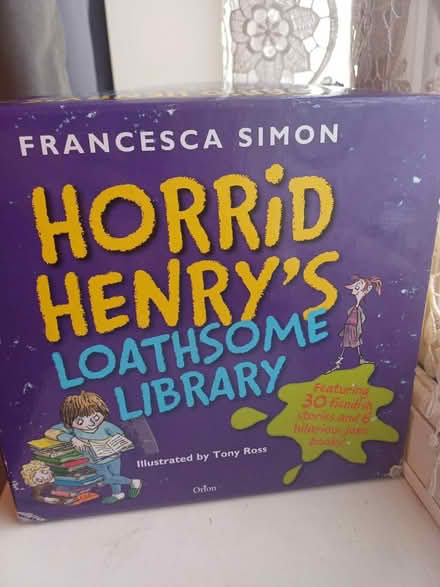 FRANCESCA SIMON
HORRiD
HENRY'S
LOATHSOME
LIBRARY
Featuring
30 fiendish
stories and 6
hilarious joke
books!
Illustrated by Tony Ross
Orion